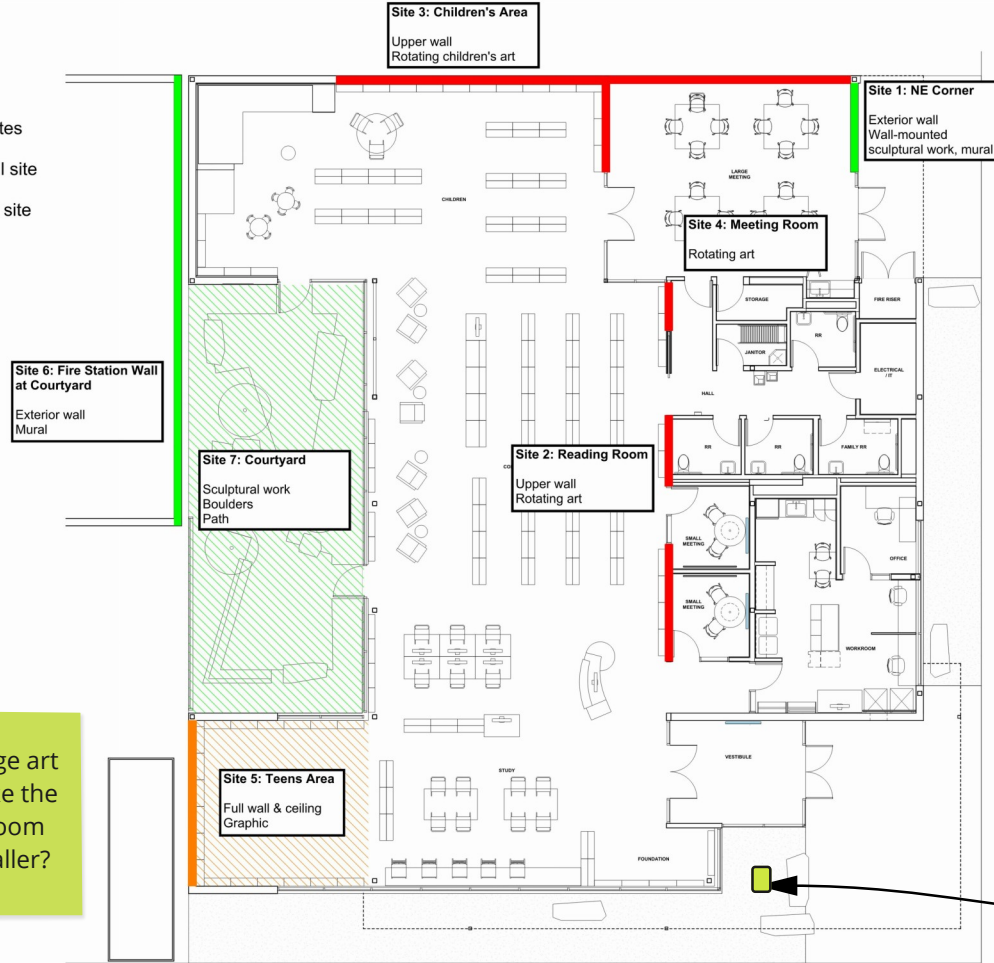 Site 3: Children's Area
Upper wall
Rotating children's art
Site 1: NE Corner
Exterior wall
Wall-mounted
sculptural work, mural
site
site
LARGE
MEETING
CHILDREN
Site 4: Meeting Room
Rotating art
STORAGE
FIRE RISER
RR
JANITOR
ELECTRICAL
/ IT
HALL
Site 6: Fire Station Wall
at Courtyard
Exterior wall
Mural
RR
RR
FAMILY RR
Site 7: Courtyard
Sculptural work
Boulders
Path
Site 2: Reading Room
Upper wall
Rotating art
SMALL
MEETING
OFFICE
SMALL
MEETING
WORKROOM
art
the
VESTIBULE
STUDY
Site 5: Teens Area
Full wall & ceiling
Graphic
FOUNDATION